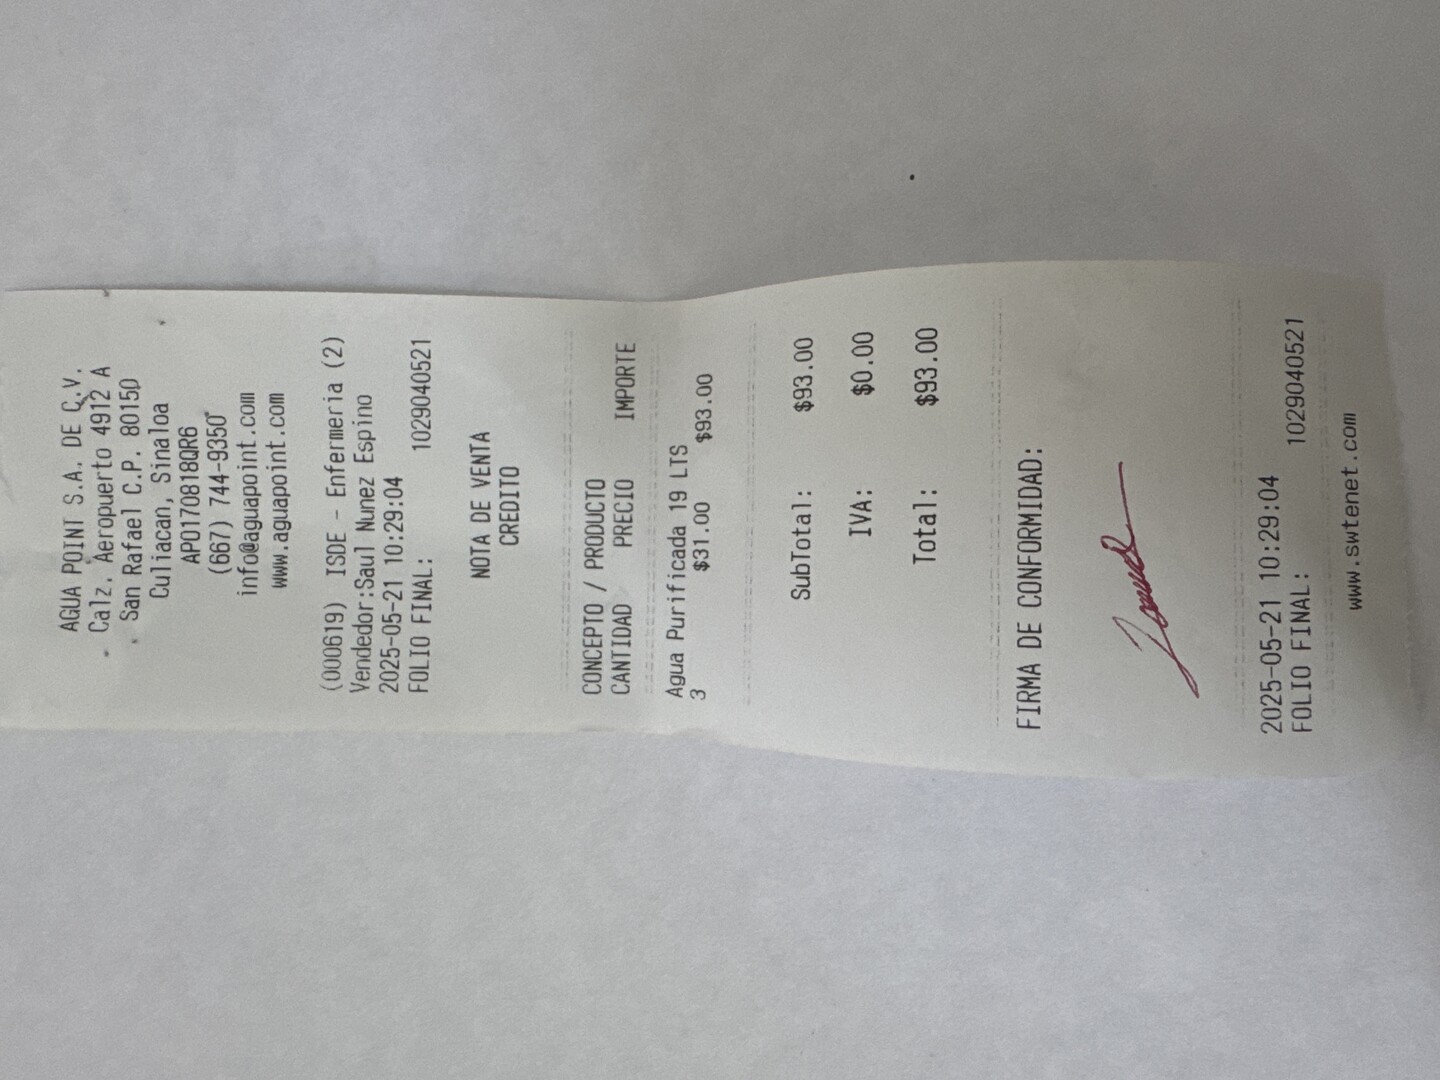 AGUA POINT S.A. DE C.V.
Calz. Aeropuerto 4912 A
San Rafael C.P. 80150
Culiacan, Sinaloa
APO170818QR6
(667) 744-9350
info@aguapoint.com
www.aguapoint.com
(000619) ISDE - Enfermeria (2)
Vendedor:Saul Nunez Espino
2025-05-21 10:29:04
FOLIO FINAL: 1029040521
NOTA DE VENTA
CREDITO
CONCEPTO / PRODUCTO
CANTIDAD PRECIO IMPORTE
Agua Purificada 19 LTS
3 $31.00 $93.00
SubTotal: $93.00
IVA: $0.00
Total: $93.00
FIRMA DE CONFORMIDAD:
2025-05-21 10:29:04
FOLIO FINAL: 1029040521
www.swtenet.com